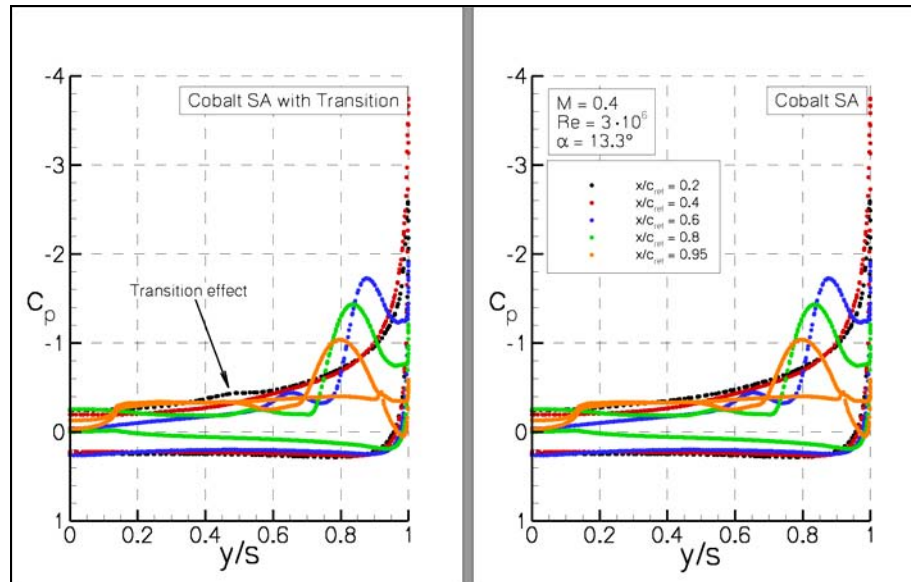 Cobalt SA with Transition
Transition effect
C_p
-4
-3
-2
-1
0
1
0
0.2
0.4
0.6
0.8
1
y/s
Cobalt SA
M = 0.4
Re = 3·10⁶
α = 13.3°
x/c_ref = 0.2
x/c_ref = 0.4
x/c_ref = 0.6
x/c_ref = 0.8
x/c_ref = 0.95
C_p
-4
-3
-2
-1
0
1
0
0.2
0.4
0.6
0.8
1
y/s